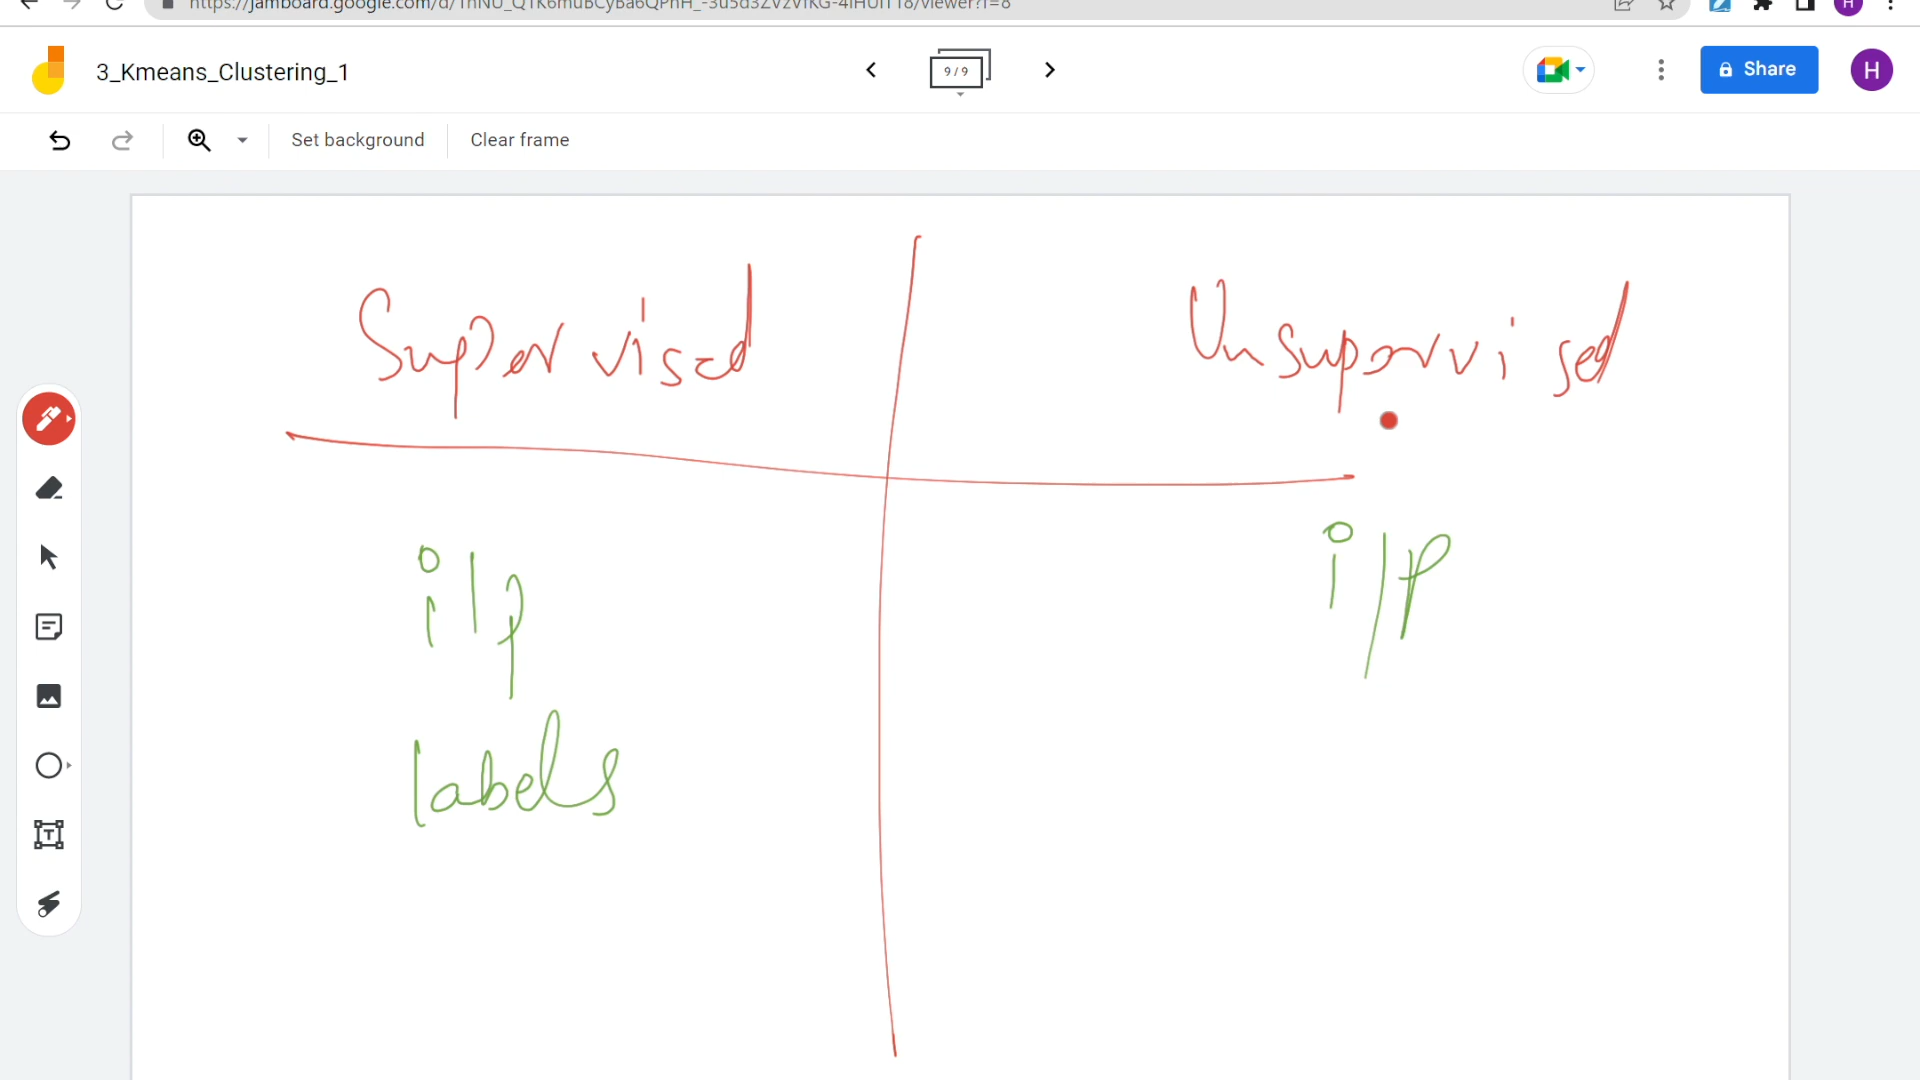 3_Kmeans_Clustering_1
9/9
Share
H
Set background
Clear frame
Supervised
Unsupervised
i/p
i/p
labels